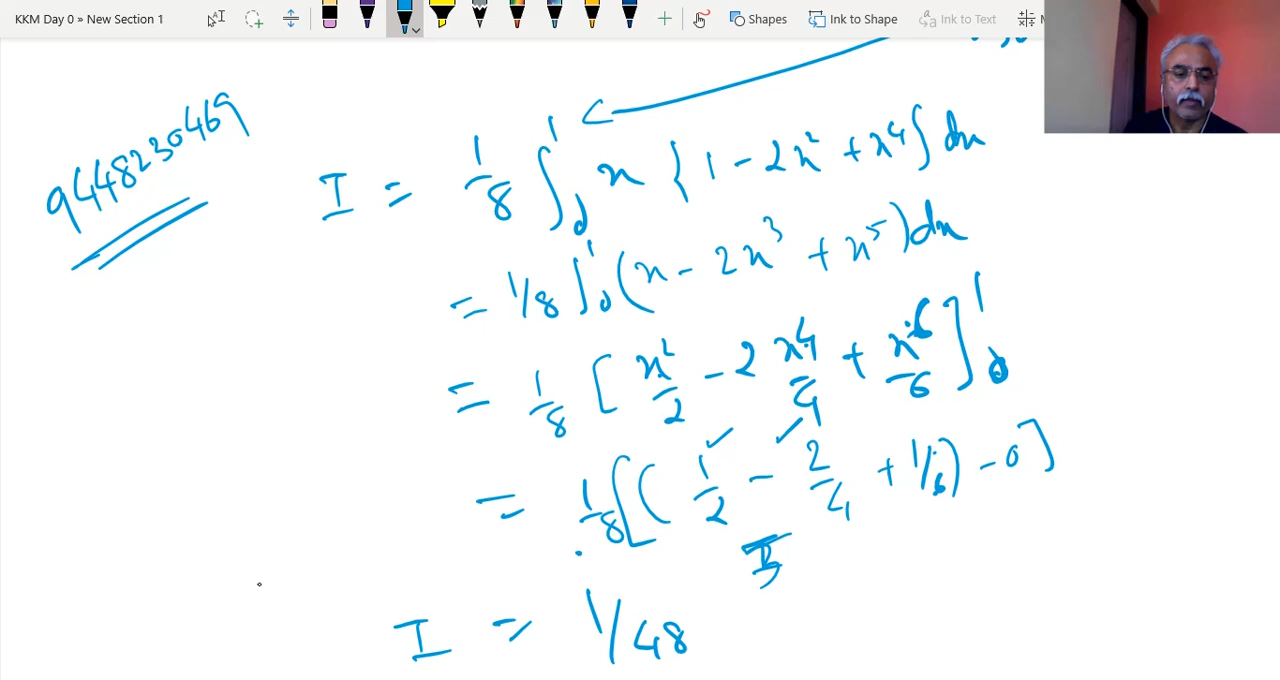 KKM Day 0 » New Section 1
Shapes
Ink to Shape
Ink to Text
9448230469
I = 1/8 ∫₀¹ x {1 - 2x² + x⁴} dx
= 1/8 ∫₀¹ (x - 2x³ + x⁵) dx
= 1/8 [x²/2 - 2 x⁴/4 + x⁶/6]₀¹
= 1/8 [(1/2 - 2/4 + 1/6) - 0]
I = 1/48